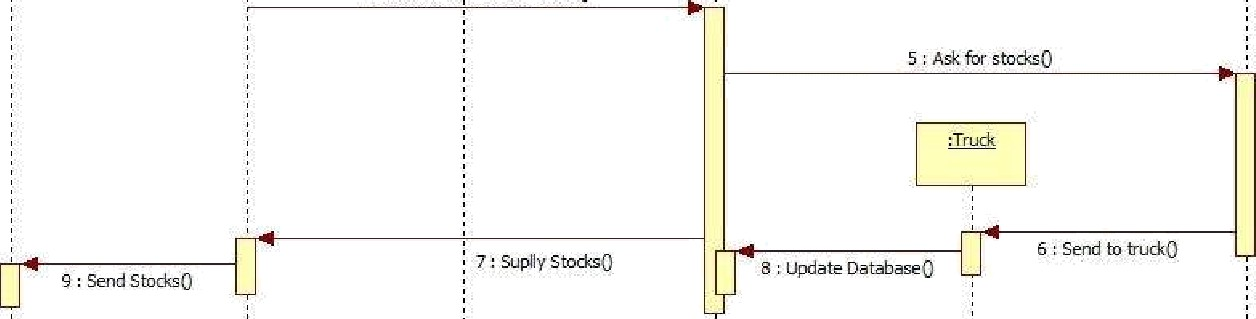 5 : Ask for stocks()
:Truck
6 : Send to truck()
7 : Suplly Stocks()
8 : Update Database()
9 : Send Stocks()